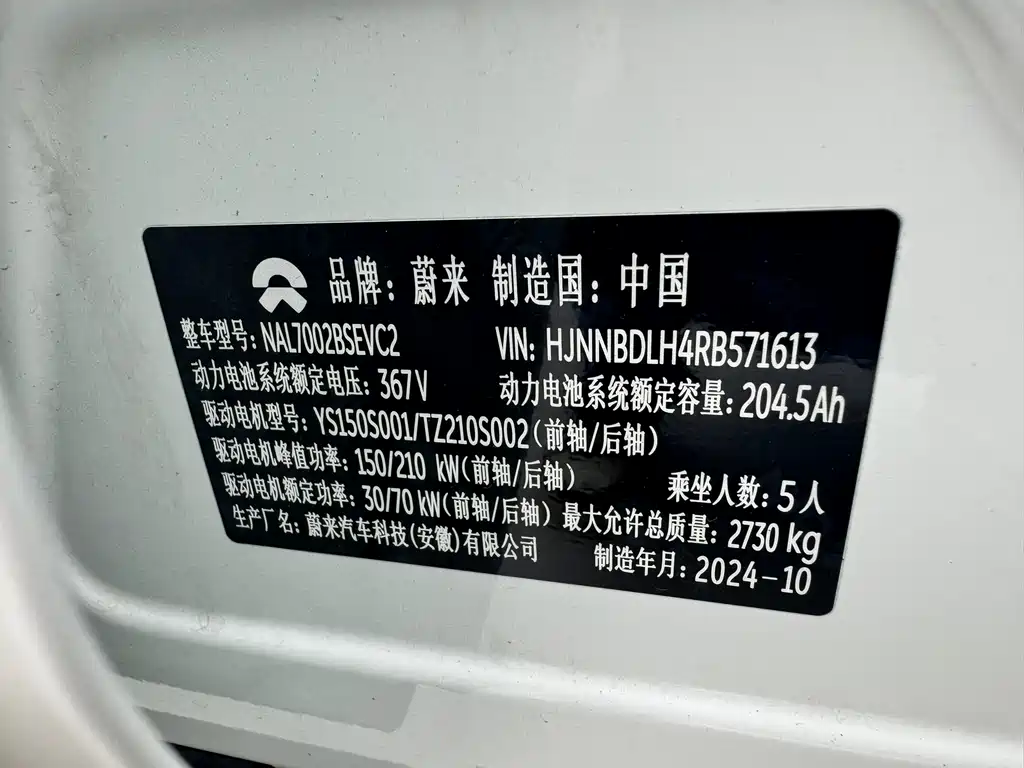 品牌：蔚来 制造国：中国
整车型号：NAL7002BSEVC2 VIN：HJNNBDLH4RB571613
动力电池系统额定电压：367V 动力电池系统额定容量：204.5Ah
驱动电机型号：YS150S001/TZ210S002（前轴/后轴）
驱动电机峰值功率：150/210 kW（前轴/后轴） 乘坐人数：5人
驱动电机额定功率：30/70 kW（前轴/后轴） 最大允许总质量：2730 kg
生产厂名：蔚来汽车科技（安徽）有限公司 制造年月：2024-10